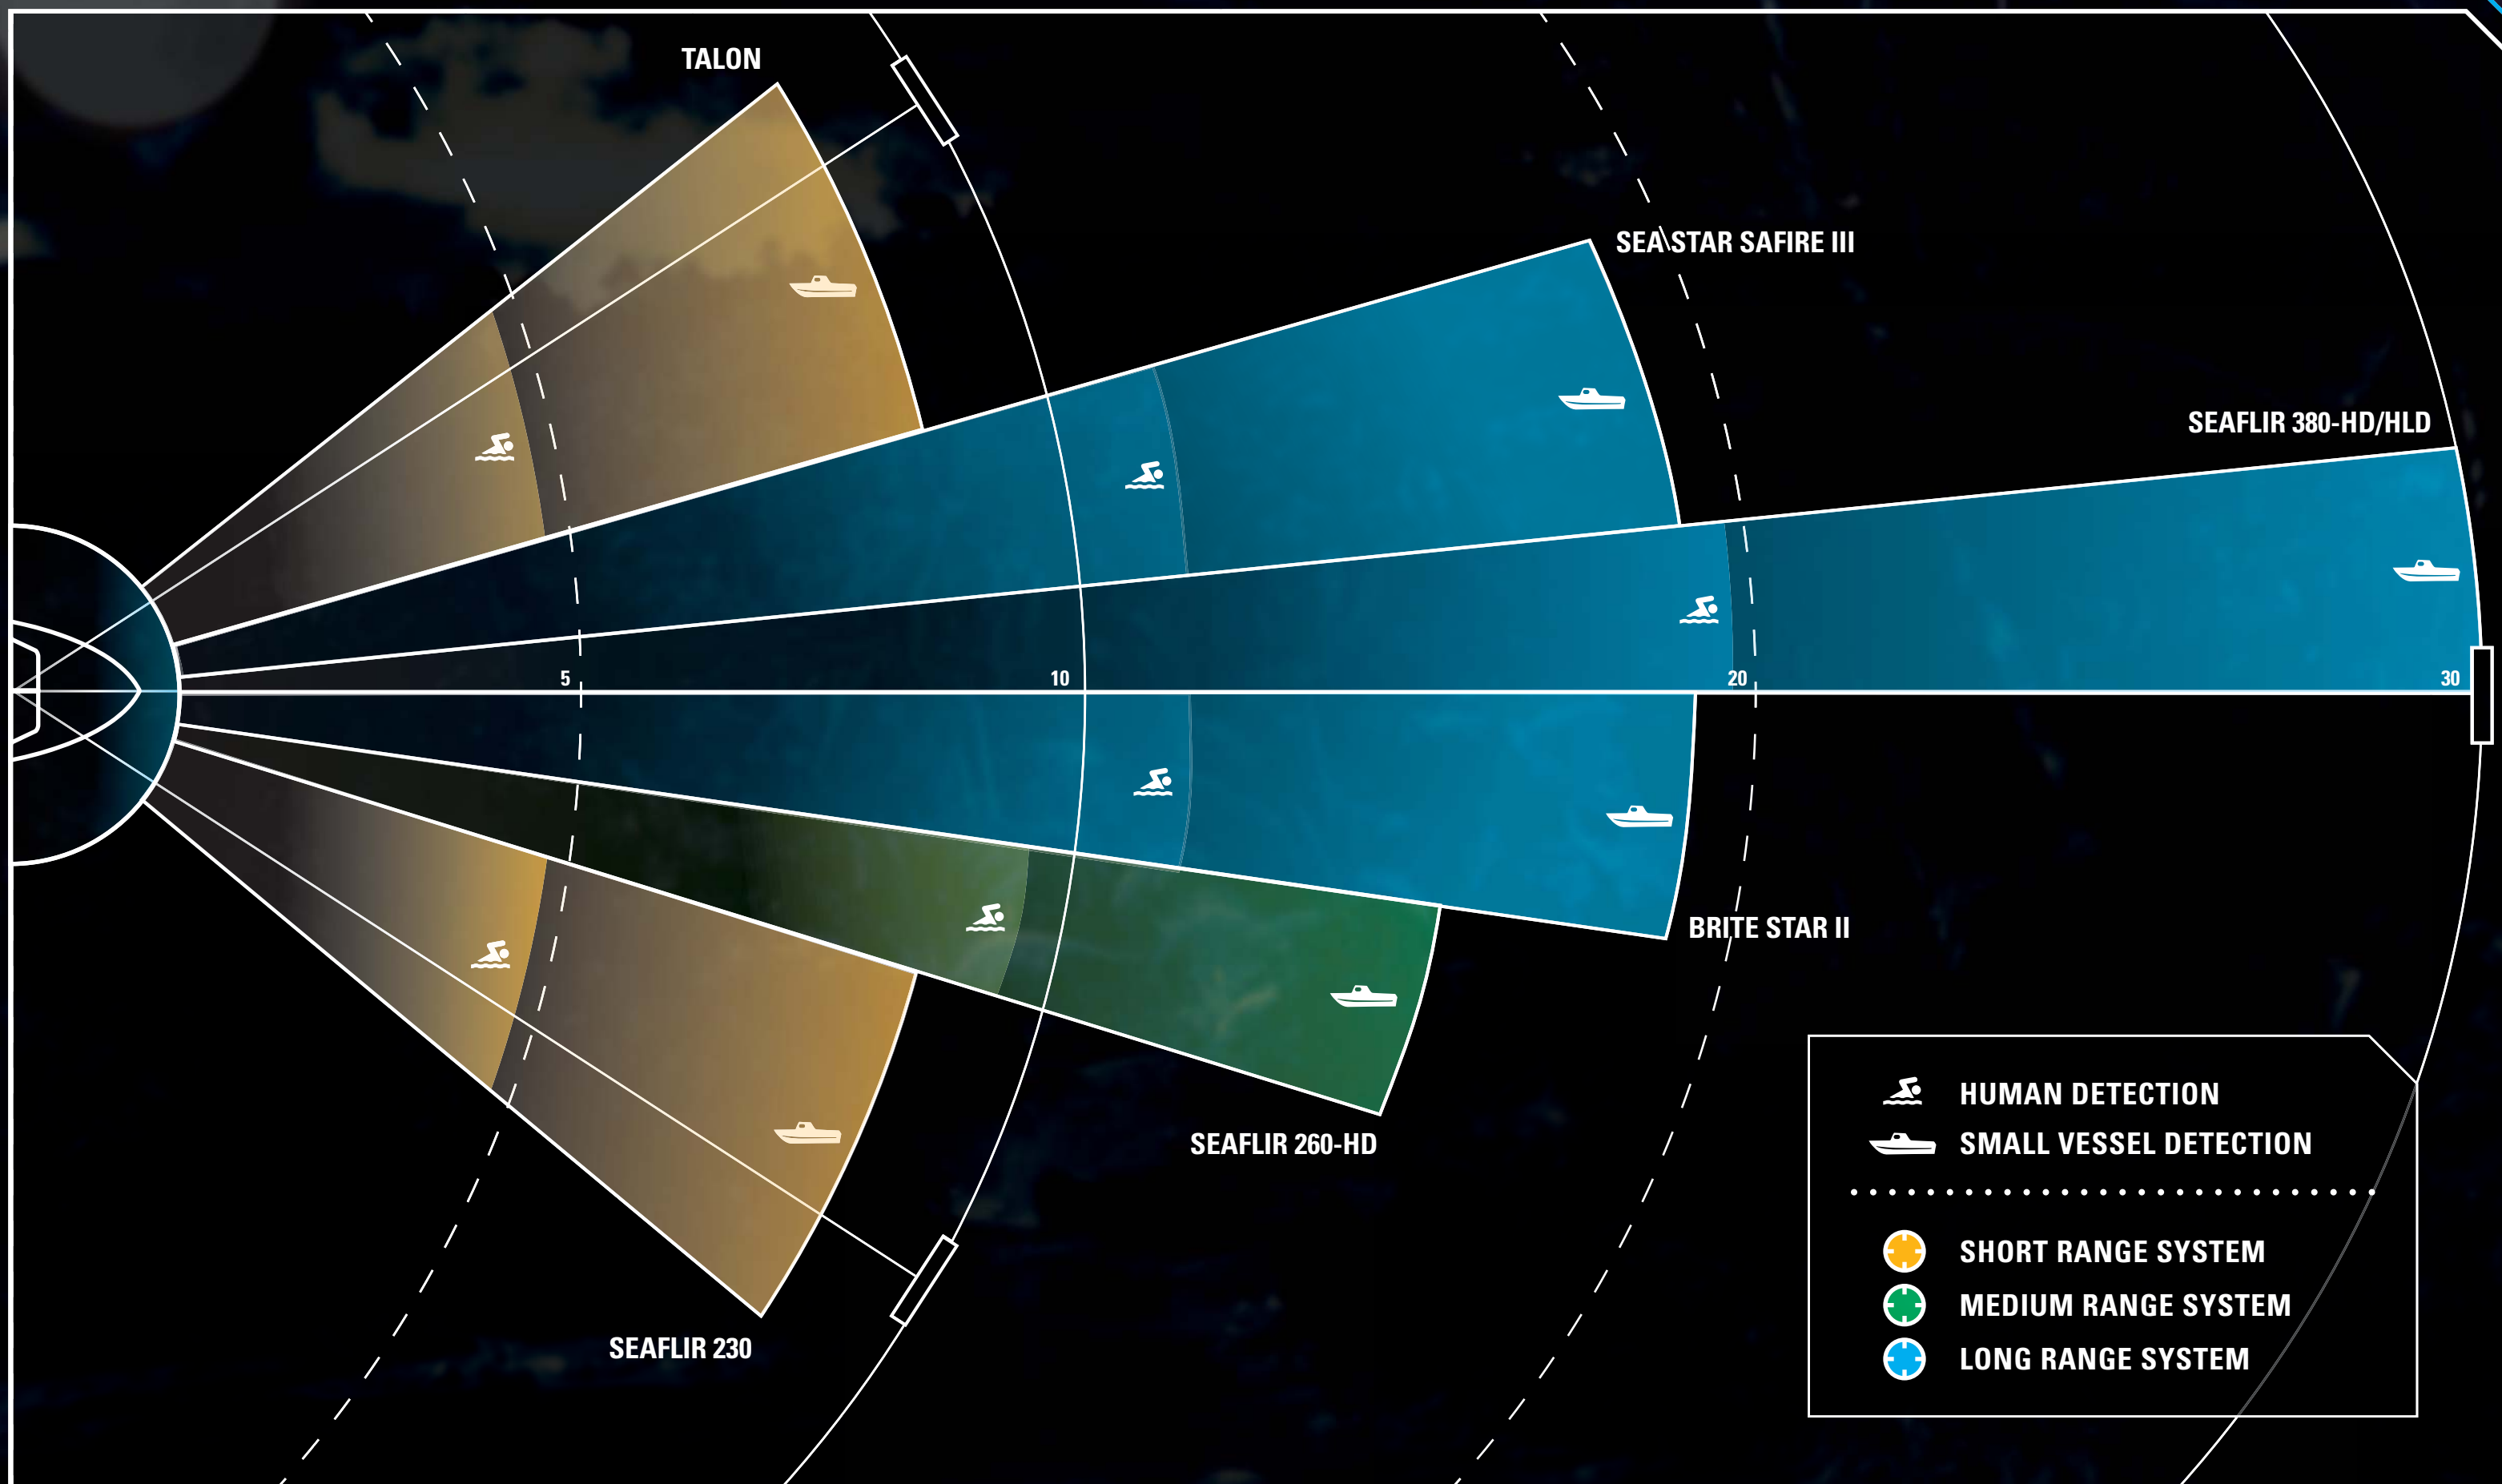 TALON
SEA STAR SAFIRE III
SEAFLIR 380-HD/HLD
5
10
20
30
BRITE STAR II
SEAFLIR 260-HD
SEAFLIR 230
HUMAN DETECTION
SMALL VESSEL DETECTION
SHORT RANGE SYSTEM
MEDIUM RANGE SYSTEM
LONG RANGE SYSTEM